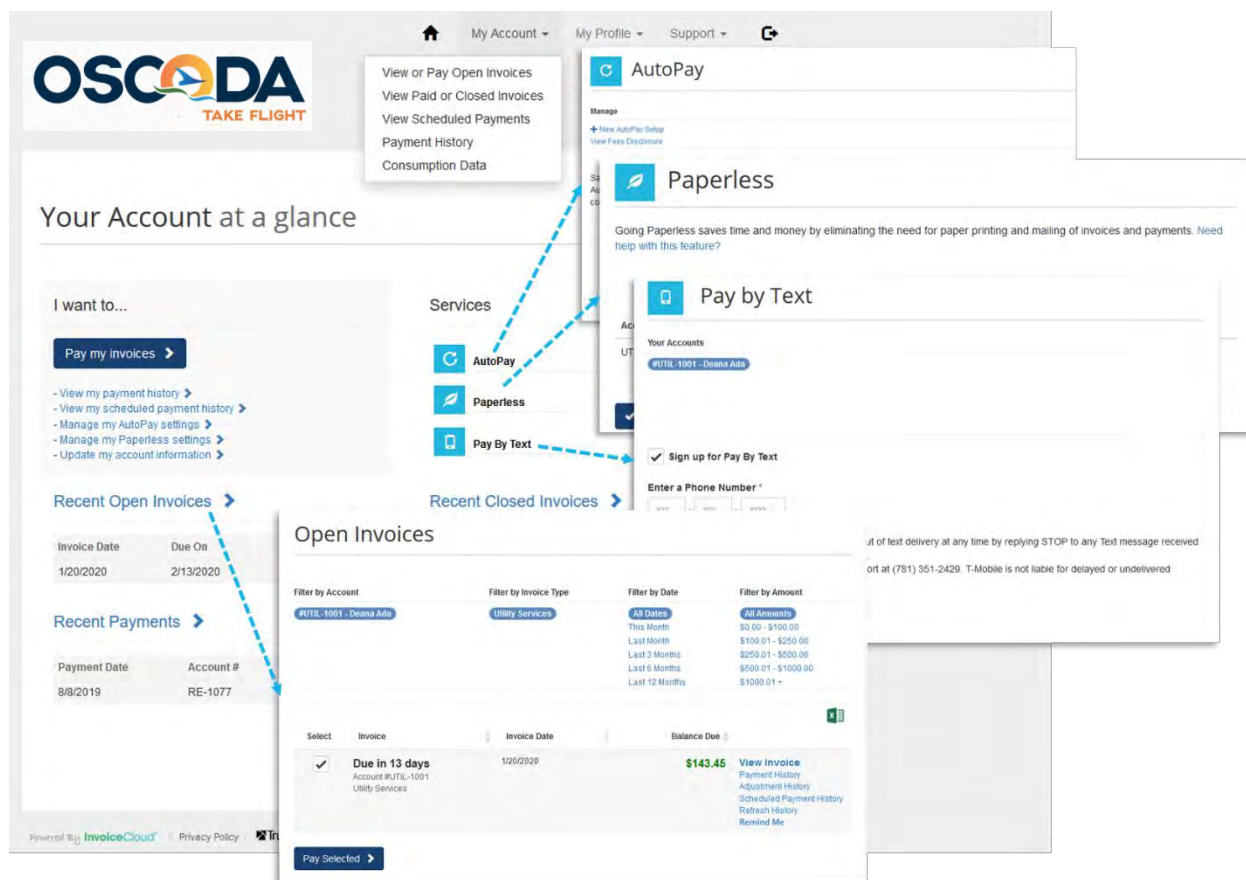 My Account
My Profile
Support
OSCODA
TAKE FLIGHT
View or Pay Open Invoices
View Paid or Closed Invoices
View Scheduled Payments
Payment History
Consumption Data
AutoPay
Manage
+ New AutoPay Setup
View Fees Disclosure
Paperless
Going Paperless saves time and money by eliminating the need for paper printing and mailing of invoices and payments. Need
help with this feature?
Your Account at a glance
I want to...
Pay my invoices
- View my payment history
- View my scheduled payment history
- Manage my AutoPay settings
- Manage my Paperless settings
- Update my account information
Services
AutoPay
Paperless
Pay By Text
Pay by Text
Your Accounts
#UTIL-1001 - Deana Ada
Sign up for Pay By Text
Enter a Phone Number *
xxx - xxx - xxxx
ut of text delivery at any time by replying STOP to any Text message received
ort at (781) 351-2429. T-Mobile is not liable for delayed or undelivered
Recent Open Invoices
Invoice Date Due On
1/20/2020 2/13/2020
Recent Closed Invoices
Recent Payments
Payment Date Account #
8/8/2019 RE-1077
Open Invoices
Filter by Account Filter by Invoice Type Filter by Date Filter by Amount
#UTIL-1001 - Deana Ada Utility Services All Dates All Amounts
This Month $0.00 - $100.00
Last Month $100.01 - $250.00
Last 3 Months $250.01 - $500.00
Last 6 Months $500.01 - $1000.00
Last 12 Months $1000.01 +
Select Invoice Invoice Date Balance Due
Due in 13 days 1/20/2020 $143.45 View Invoice
Account #UTIL-1001 Payment History
Utility Services Adjustment History
Scheduled Payment History
Refresh History
Remind Me
Pay Selected
Powered By InvoiceCloud Privacy Policy Tru